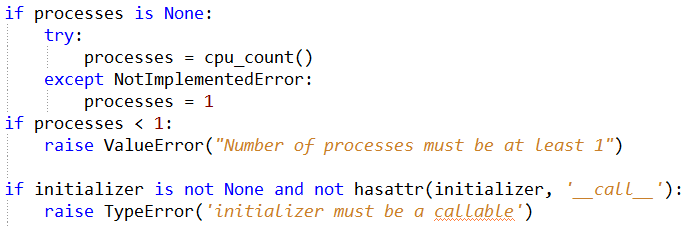 if processes is None:
    try:
        processes = cpu_count()
    except NotImplementedError:
        processes = 1
if processes < 1:
    raise ValueError("Number of processes must be at least 1")

if initializer is not None and not hasattr(initializer, '__call__'):
    raise TypeError('initializer must be a callable')